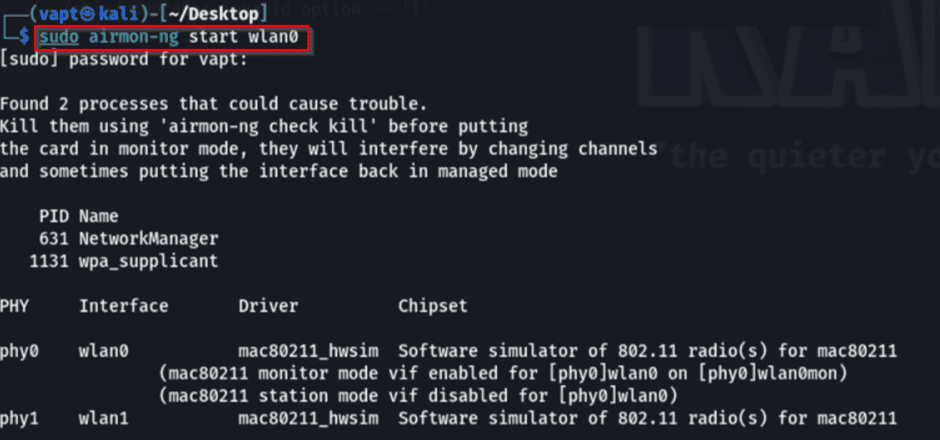 id option -- 'l'
(vapt㉿kali)-[~/Desktop]
$ sudo airmon-ng start wlan0
[sudo] password for vapt:
Found 2 processes that could cause trouble.
Kill them using 'airmon-ng check kill' before putting
the card in monitor mode, they will interfere by changing channels
and sometimes putting the interface back in managed mode
"the quieter yo
PID Name
631 NetworkManager
1131 wpa_supplicant
PHY Interface Driver Chipset
phy0 wlan0 mac80211_hwsim Software simulator of 802.11 radio(s) for mac80211
(mac80211 monitor mode vif enabled for [phy0]wlan0 on [phy0]wlan0mon)
(mac80211 station mode vif disabled for [phy0]wlan0)
phy1 wlan1 mac80211_hwsim Software simulator of 802.11 radio(s) for mac80211